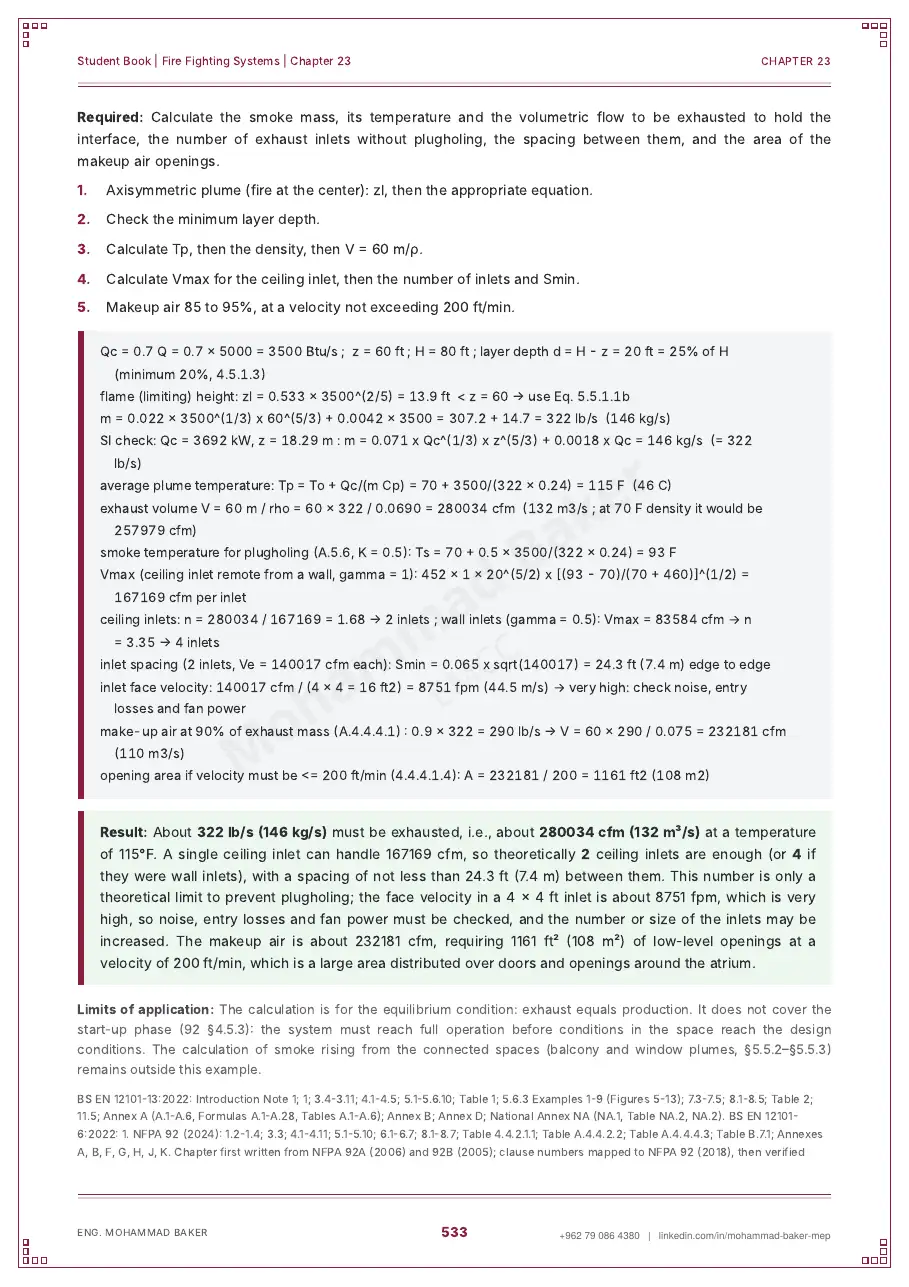 Student Book | Fire Fighting Systems | Chapter 23
CHAPTER 23
Required: Calculate the smoke mass, its temperature and the volumetric flow to be exhausted to hold the
interface, the number of exhaust inlets without plugholing, the spacing between them, and the area of the
makeup air openings.
1. Axisymmetric plume (fire at the center): zl, then the appropriate equation.
2. Check the minimum layer depth.
3. Calculate Tp, then the density, then V = 60 m/ρ.
4. Calculate Vmax for the ceiling inlet, then the number of inlets and Smin.
5. Makeup air 85 to 95%, at a velocity not exceeding 200 ft/min.
Qc = 0.7 Q = 0.7 × 5000 = 3500 Btu/s ; z = 60 ft ; H = 80 ft ; layer depth d = H - z = 20 ft = 25% of H
(minimum 20%, 4.5.1.3)
flame (limiting) height: zl = 0.533 × 3500^(2/5) = 13.9 ft < z = 60 → use Eq. 5.5.1.1b
m = 0.022 × 3500^(1/3) x 60^(5/3) + 0.0042 × 3500 = 307.2 + 14.7 = 322 lb/s (146 kg/s)
SI check: Qc = 3692 kW, z = 18.29 m : m = 0.071 x Qc^(1/3) x z^(5/3) + 0.0018 x Qc = 146 kg/s (= 322
lb/s)
average plume temperature: Tp = To + Qc/(m Cp) = 70 + 3500/(322 × 0.24) = 115 F (46 C)
exhaust volume V = 60 m / rho = 60 × 322 / 0.0690 = 280034 cfm (132 m3/s ; at 70 F density it would be
257979 cfm)
smoke temperature for plugholing (A.5.6, K = 0.5): Ts = 70 + 0.5 × 3500/(322 × 0.24) = 93 F
Vmax (ceiling inlet remote from a wall, gamma = 1): 452 × 1 × 20^(5/2) x [(93 - 70)/(70 + 460)]^(1/2) =
167169 cfm per inlet
ceiling inlets: n = 280034 / 167169 = 1.68 → 2 inlets ; wall inlets (gamma = 0.5): Vmax = 83584 cfm → n
= 3.35 → 4 inlets
inlet spacing (2 inlets, Ve = 140017 cfm each): Smin = 0.065 x sqrt(140017) = 24.3 ft (7.4 m) edge to edge
inlet face velocity: 140017 cfm / (4 × 4 = 16 ft2) = 8751 fpm (44.5 m/s) → very high: check noise, entry
losses and fan power
make-up air at 90% of exhaust mass (A.4.4.4.1) : 0.9 × 322 = 290 lb/s → V = 60 × 290 / 0.075 = 232181 cfm
(110 m3/s)
opening area if velocity must be <= 200 ft/min (4.4.4.1.4): A = 232181 / 200 = 1161 ft2 (108 m2)
Result: About 322 lb/s (146 kg/s) must be exhausted, i.e., about 280034 cfm (132 m³/s) at a temperature
of 115°F. A single ceiling inlet can handle 167169 cfm, so theoretically 2 ceiling inlets are enough (or 4 if
they were wall inlets), with a spacing of not less than 24.3 ft (7.4 m) between them. This number is only a
theoretical limit to prevent plugholing; the face velocity in a 4 × 4 ft inlet is about 8751 fpm, which is very
high, so noise, entry losses and fan power must be checked, and the number or size of the inlets may be
increased. The makeup air is about 232181 cfm, requiring 1161 ft² (108 m²) of low-level openings at a
velocity of 200 ft/min, which is a large area distributed over doors and openings around the atrium.
Limits of application: The calculation is for the equilibrium condition: exhaust equals production. It does not cover the
start-up phase (92 §4.5.3): the system must reach full operation before conditions in the space reach the design
conditions. The calculation of smoke rising from the connected spaces (balcony and window plumes, §5.5.2–§5.5.3)
remains outside this example.
BS EN 12101-13:2022: Introduction Note 1; 1; 3.4-3.11; 4.1-4.5; 5.1-5.6.10; Table 1; 5.6.3 Examples 1-9 (Figures 5-13); 7.3-7.5; 8.1-8.5; Table 2;
11.5; Annex A (A.1-A.6, Formulas A.1-A.28, Tables A.1-A.6); Annex B; Annex D; National Annex NA (NA.1, Table NA.2, NA.2). BS EN 12101-
6:2022: 1. NFPA 92 (2024): 1.2-1.4; 3.3; 4.1-4.11; 5.1-5.10; 6.1-6.7; 8.1-8.7; Table 4.4.2.1.1; Table A.4.4.2.2; Table A.4.4.4.3; Table B.7.1; Annexes
A, B, F, G, H, J, K. Chapter first written from NFPA 92A (2006) and 92B (2005); clause numbers mapped to NFPA 92 (2018), then verified
Mohammad Baker
ENG. MOHAMMAD BAKER
533
+962 79 086 4380 | linkedin.com/in/mohammad-baker-mep